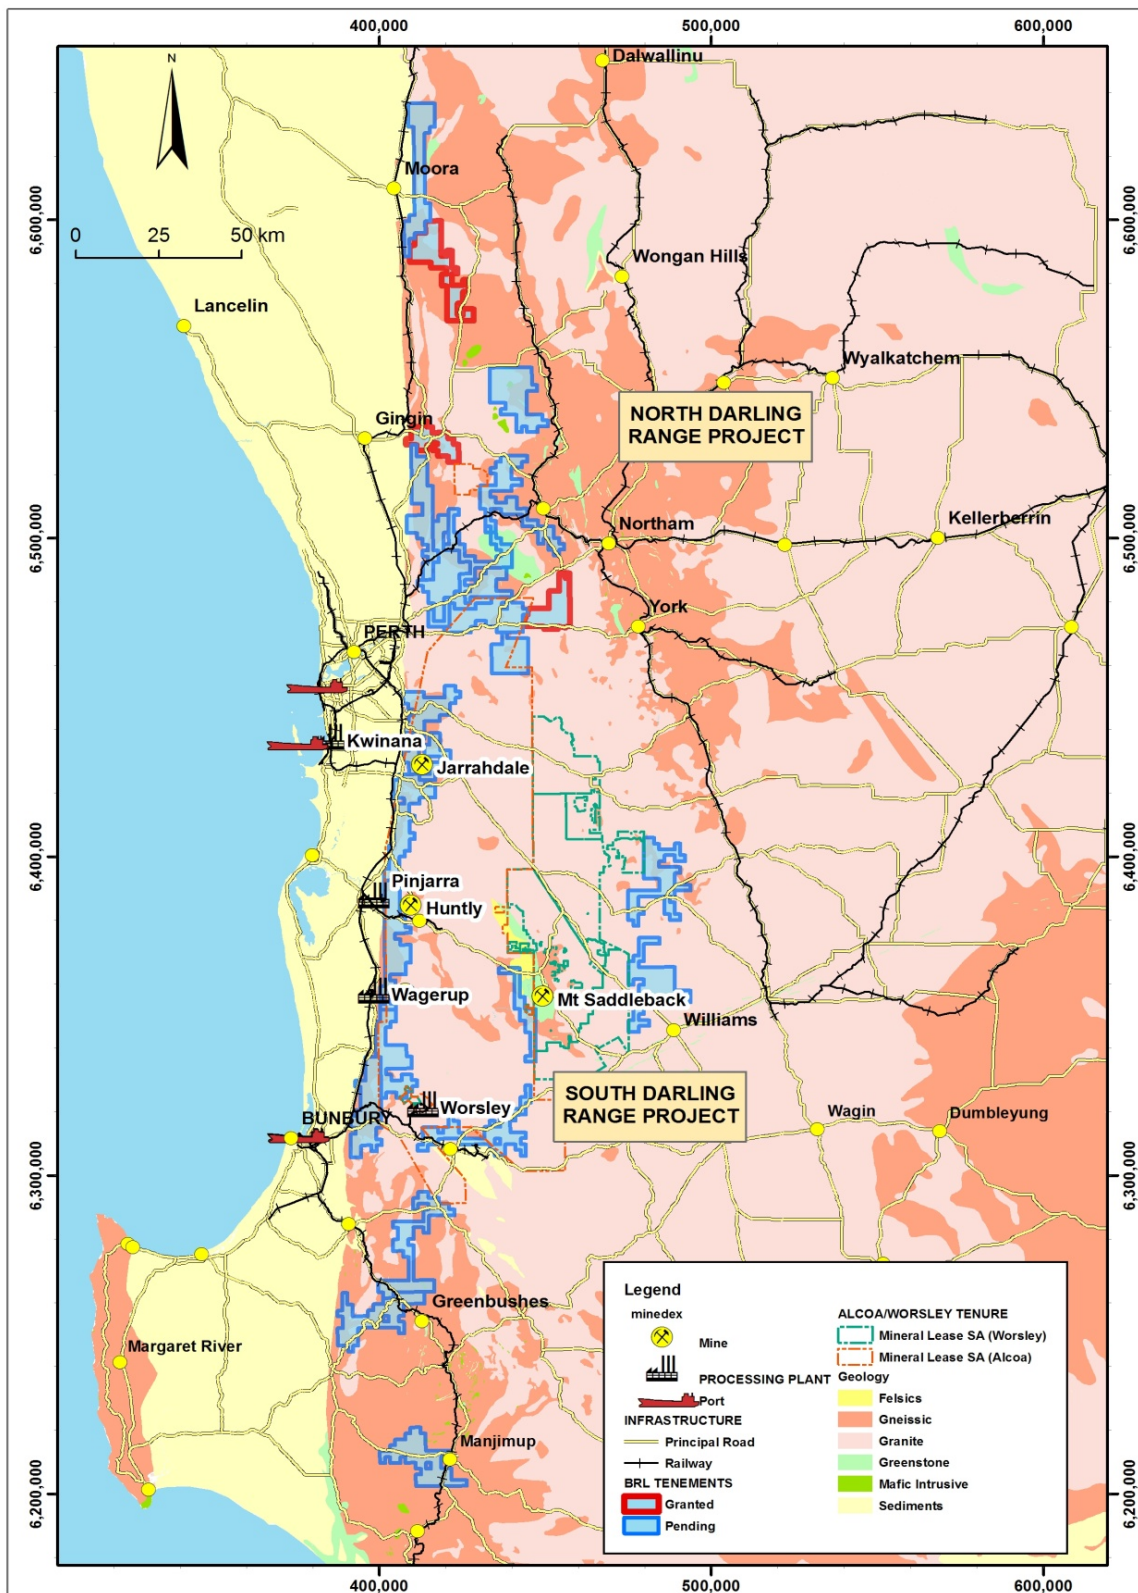 400,000
500,000
600,000
Dalwallinu
N
Moora
6,600,000
6,600,000
0 25 50 km
Wongan Hills
Lancelin
Wyalkatchem
NORTH DARLING
RANGE PROJECT
Gingin
Kellerberrin
Northam
6,500,000
6,500,000
York
PERTH
Kwinana
Jarrahdale
6,400,000
6,400,000
Pinjarra
Huntly
Wagerup
Mt Saddleback
Williams
SOUTH DARLING
RANGE PROJECT
Worsley
BUNBURY
Wagin
Dumbleyung
6,300,000
6,300,000
Greenbushes
Margaret River
Manjimup
6,200,000
6,200,000
Legend
minedex
Mine
PROCESSING PLANT
Port
INFRASTRUCTURE
Principal Road
Railway
BRL TENEMENTS
Granted
Pending
ALCOA/WORSLEY TENURE
Mineral Lease SA (Worsley)
Mineral Lease SA (Alcoa)
Geology
Felsics
Gneissic
Granite
Greenstone
Mafic Intrusive
Sediments
400,000
500,000
600,000